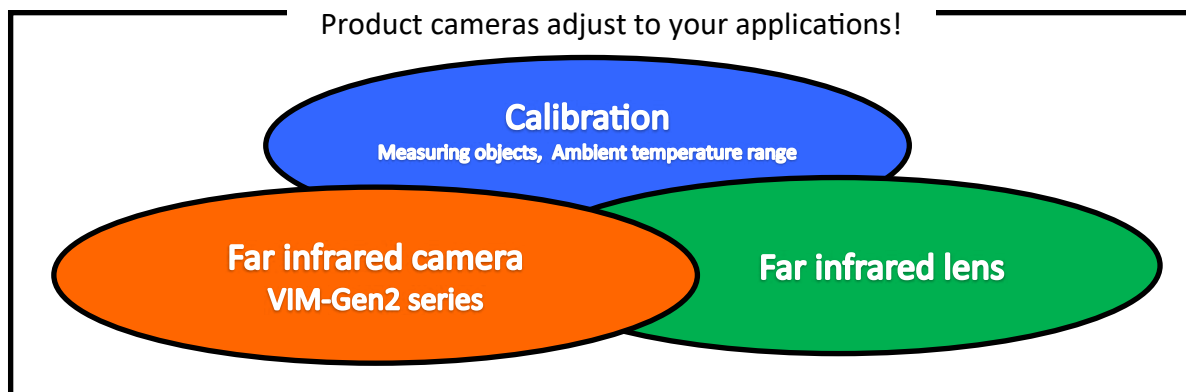 Product cameras adjust to your applications!
Calibration
Measuring objects, Ambient temperature range
Far infrared camera
VIM-Gen2 series
Far infrared lens